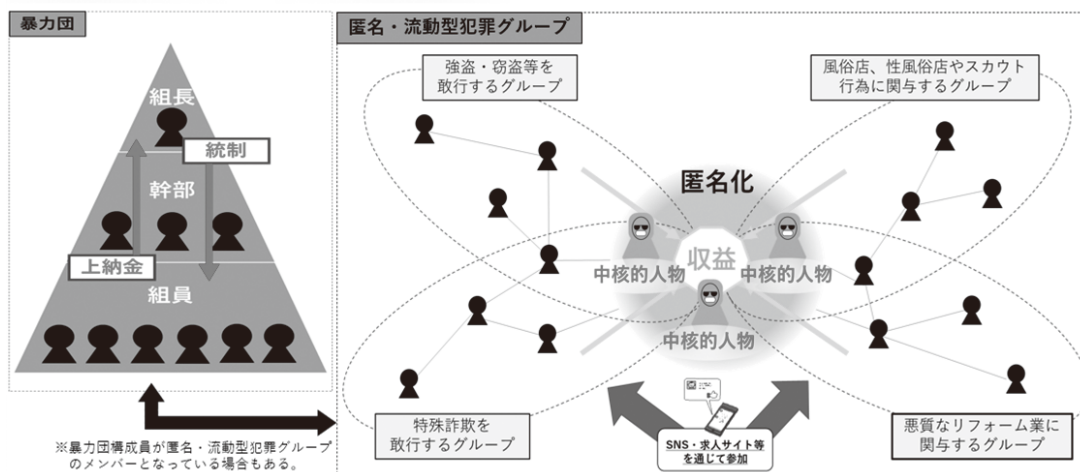 暴力団
組長
統制
幹部
上納金
組員
※暴力団構成員が匿名・流動型犯罪グループ
のメンバーとなっている場合もある。
匿名・流動型犯罪グループ
強盗・窃盗等を
敢行するグループ
風俗店、性風俗店やスカウト
行為に関与するグループ
匿名化
収益
中核的人物
中核的人物
中核的人物
特殊詐欺を
敢行するグループ
SNS・求人サイト等
を通じて参加
悪質なリフォーム業に
関与するグループ